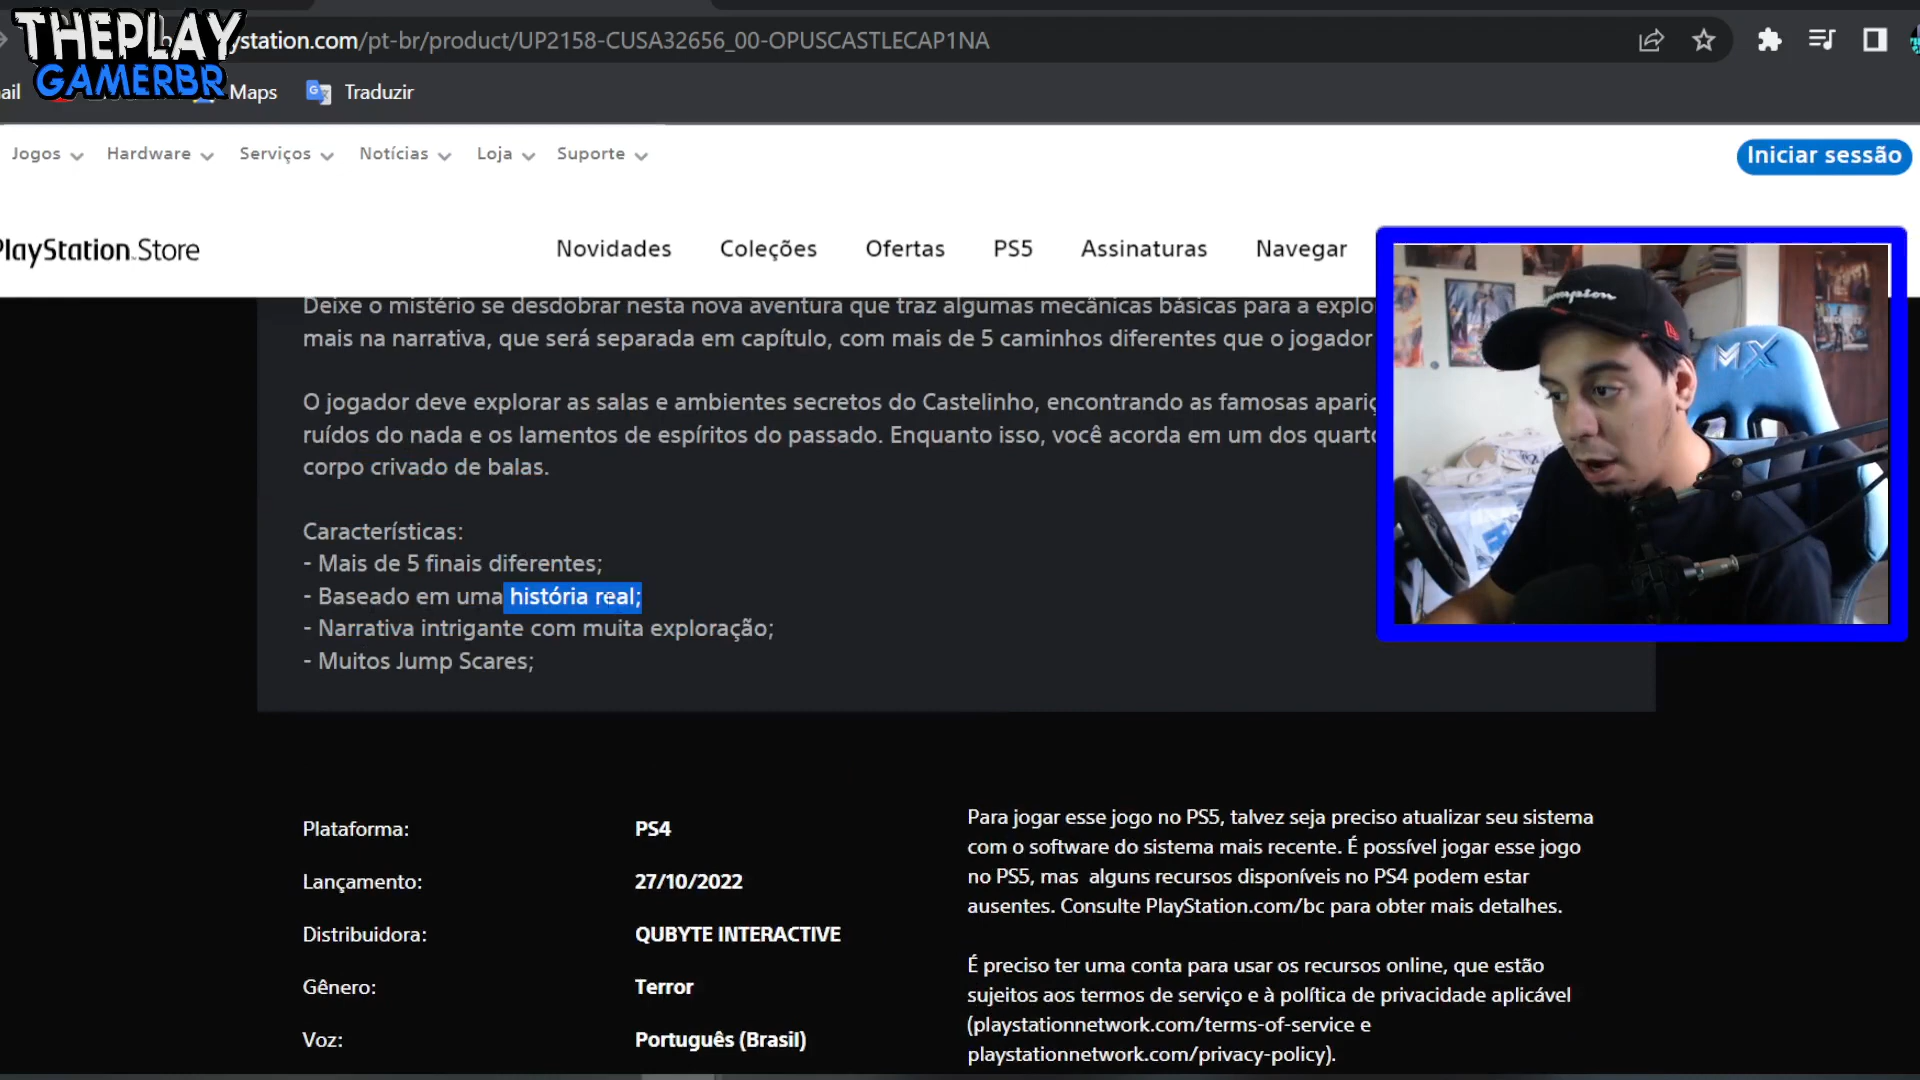 THEPLAY
GAMERBR
station.com/pt-br/product/UP2158-CUSA32656_00-OPUSCASTLECAP1NA
ail
Maps
Traduzir
Jogos
Hardware
Serviços
Notícias
Loja
Suporte
Iniciar sessão
PlayStation Store
Novidades
Coleções
Ofertas
PS5
Assinaturas
Navegar
Deixe o mistério se desdobrar nesta nova aventura que traz algumas mecânicas básicas para a explor
mais na narrativa, que será separada em capítulo, com mais de 5 caminhos diferentes que o jogador
O jogador deve explorar as salas e ambientes secretos do Castelinho, encontrando as famosas apariç
ruídos do nada e os lamentos de espíritos do passado. Enquanto isso, você acorda em um dos quarto
corpo crivado de balas.
Características:
- Mais de 5 finais diferentes;
- Baseado em uma história real;
- Narrativa intrigante com muita exploração;
- Muitos Jump Scares;
Champion
MX
Plataforma:
PS4
Lançamento:
27/10/2022
Distribuidora:
QUBYTE INTERACTIVE
Gênero:
Terror
Voz:
Português (Brasil)
Para jogar esse jogo no PS5, talvez seja preciso atualizar seu sistema
com o software do sistema mais recente. É possível jogar esse jogo
no PS5, mas alguns recursos disponíveis no PS4 podem estar
ausentes. Consulte PlayStation.com/bc para obter mais detalhes.
É preciso ter uma conta para usar os recursos online, que estão
sujeitos aos termos de serviço e à política de privacidade aplicável
(playstationnetwork.com/terms-of-service e
playstationnetwork.com/privacy-policy).